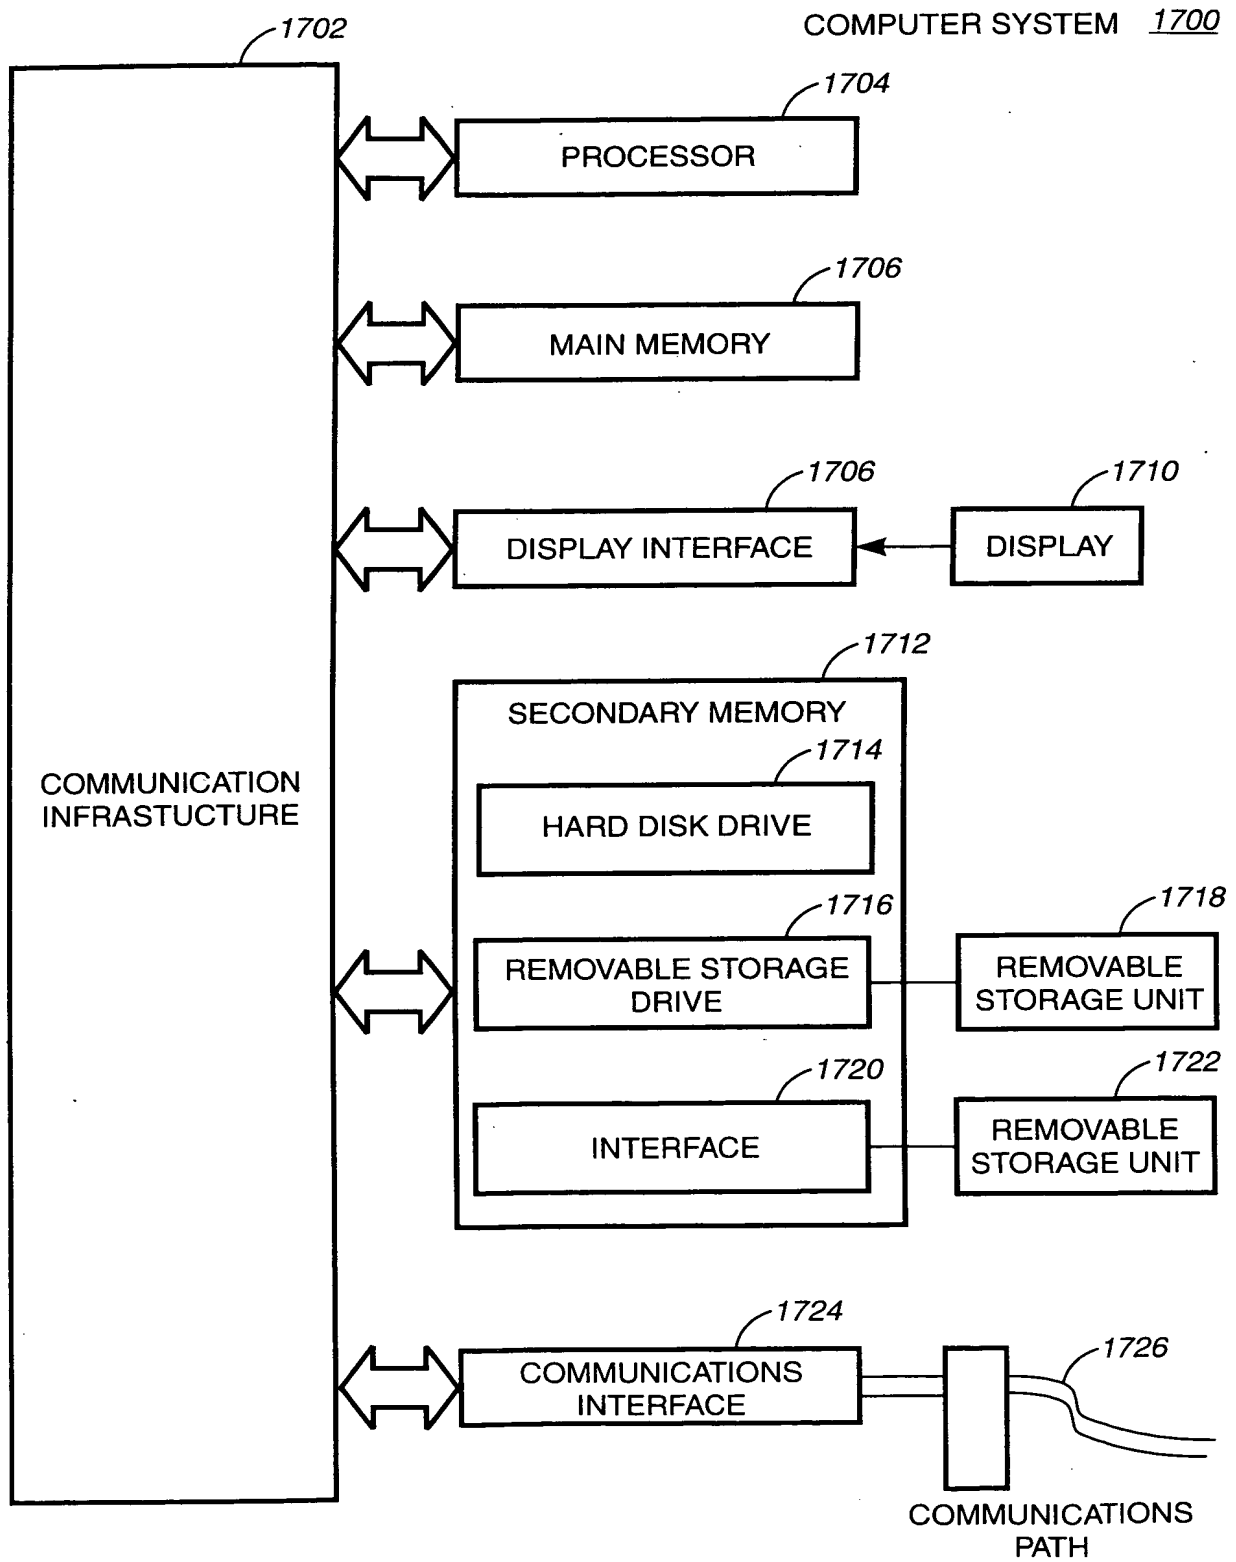 COMPUTER SYSTEM 1700
1702
1704
PROCESSOR
1706
MAIN MEMORY
1706
DISPLAY INTERFACE
1710
DISPLAY
1712
SECONDARY MEMORY
1714
HARD DISK DRIVE
COMMUNICATION
INFRASTUCTURE
1716
REMOVABLE STORAGE
DRIVE
1718
REMOVABLE
STORAGE UNIT
1720
INTERFACE
1722
REMOVABLE
STORAGE UNIT
1724
COMMUNICATIONS
INTERFACE
1726
COMMUNICATIONS
PATH